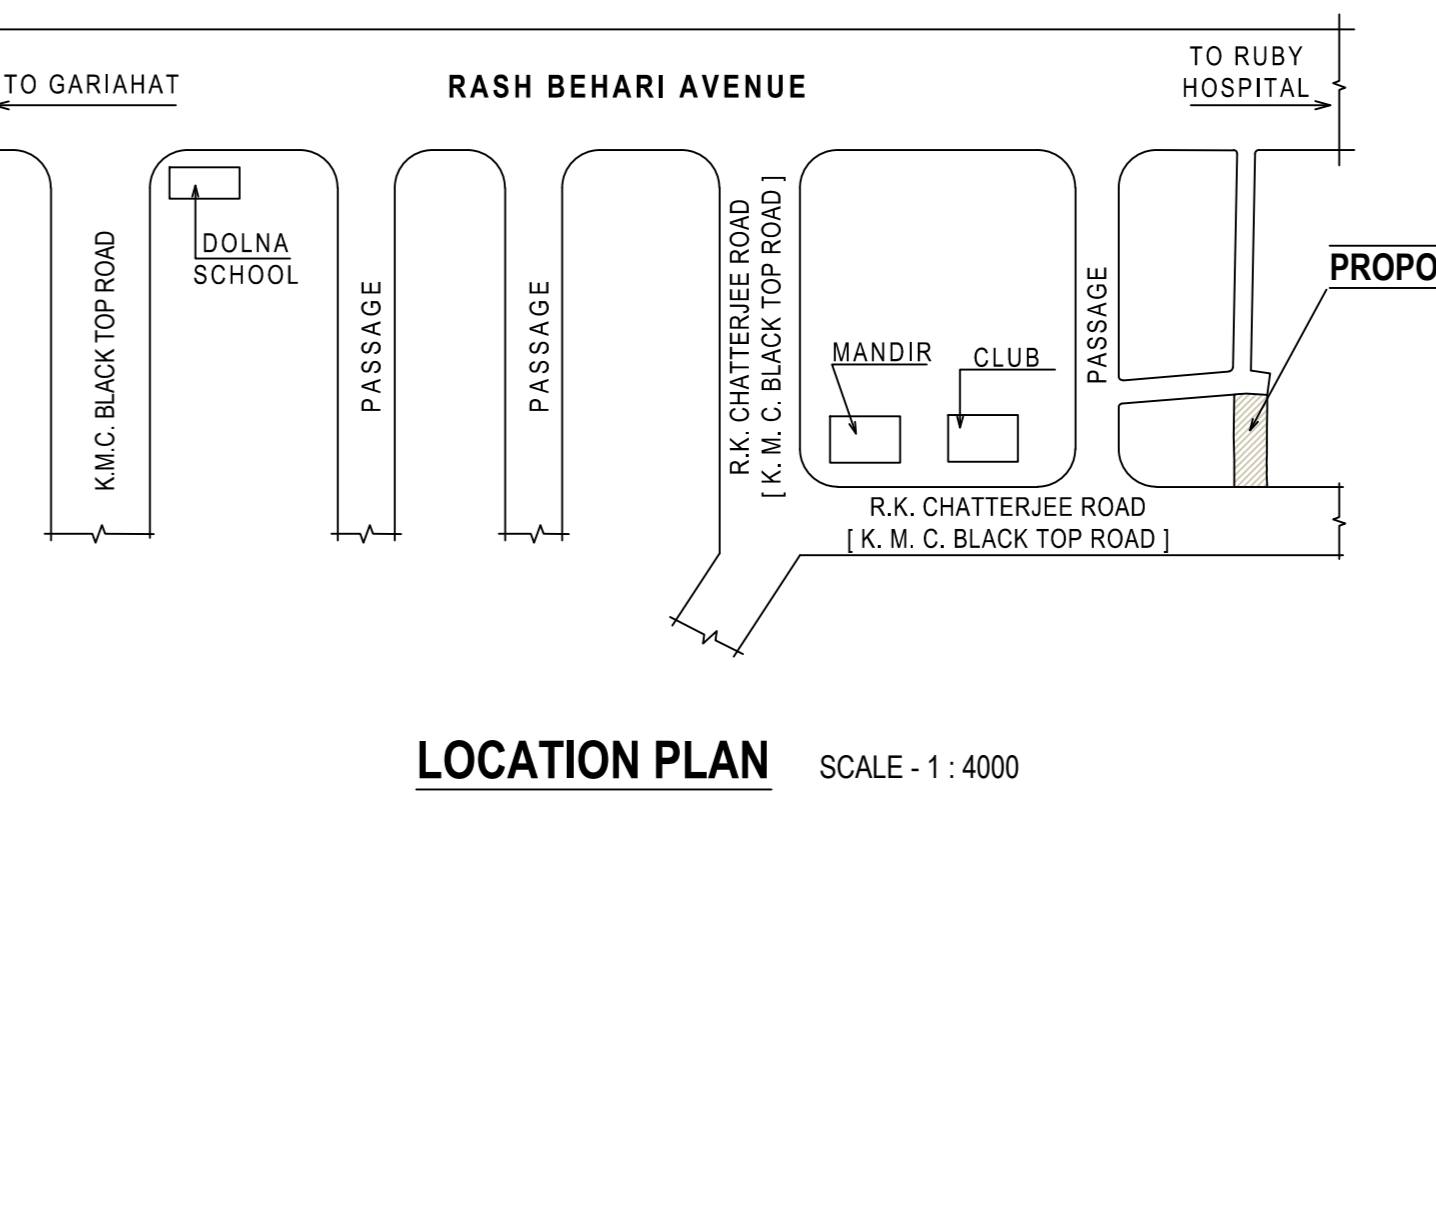 TO GARIAHAT
RASH BEHARI AVENUE
TO RUBY
HOSPITAL
K.M.C. BLACK TOP ROAD
DOLNA
SCHOOL
PASSAGE
PASSAGE
R.K. CHATTERJEE ROAD
[ K. M. C. BLACK TOP ROAD ]
MANDIR
CLUB
PASSAGE
PROPO
R.K. CHATTERJEE ROAD
[ K. M. C. BLACK TOP ROAD ]
LOCATION PLAN
SCALE - 1 : 4000